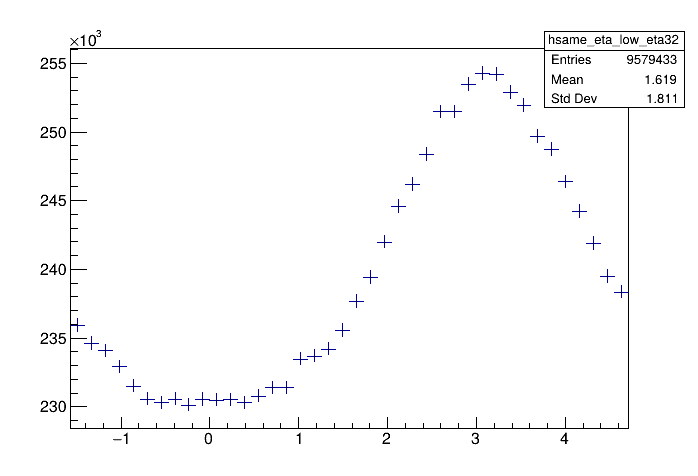 ×10³
hsame_eta_low_eta32
Entries 9579433
Mean 1.619
Std Dev 1.811
255
250
245
240
235
230
−1 0 1 2 3 4